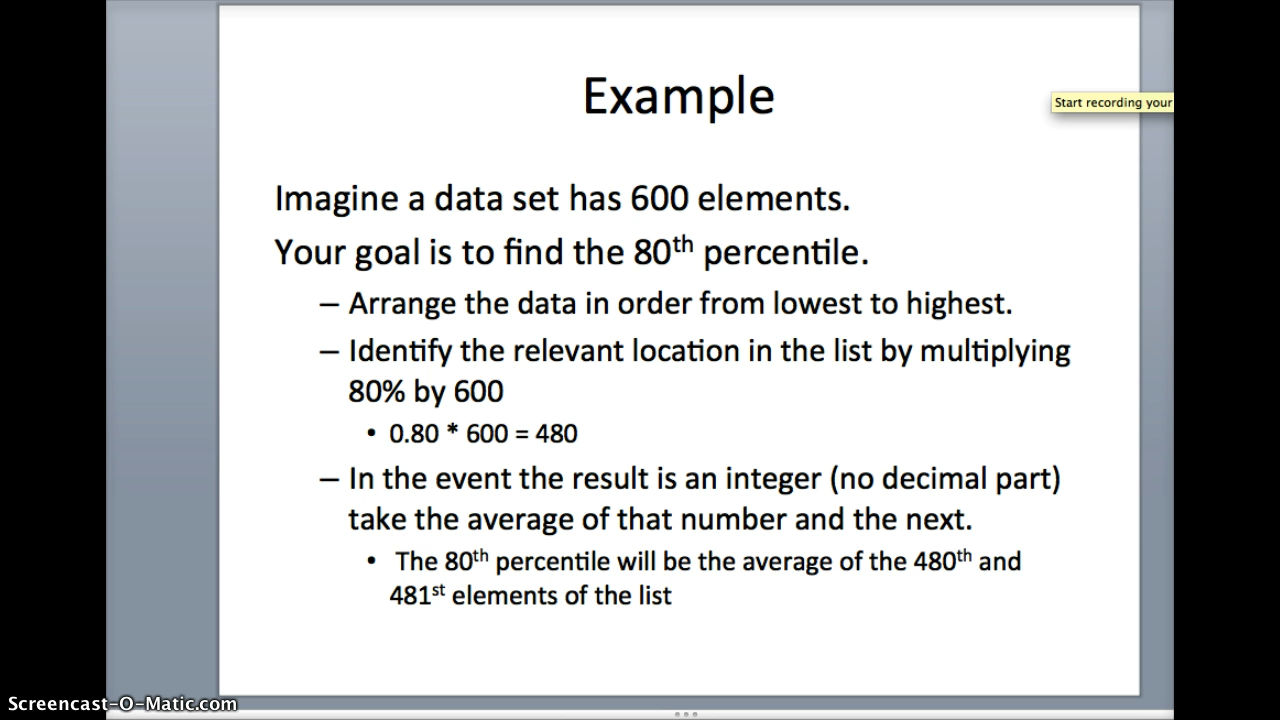 Example
Start recording your
Imagine a data set has 600 elements.
Your goal is to find the 80th percentile.
– Arrange the data in order from lowest to highest.
– Identify the relevant location in the list by multiplying
80% by 600
• 0.80 * 600 = 480
– In the event the result is an integer (no decimal part)
take the average of that number and the next.
• The 80th percentile will be the average of the 480th and
481st elements of the list
Screencast-O-Matic.com